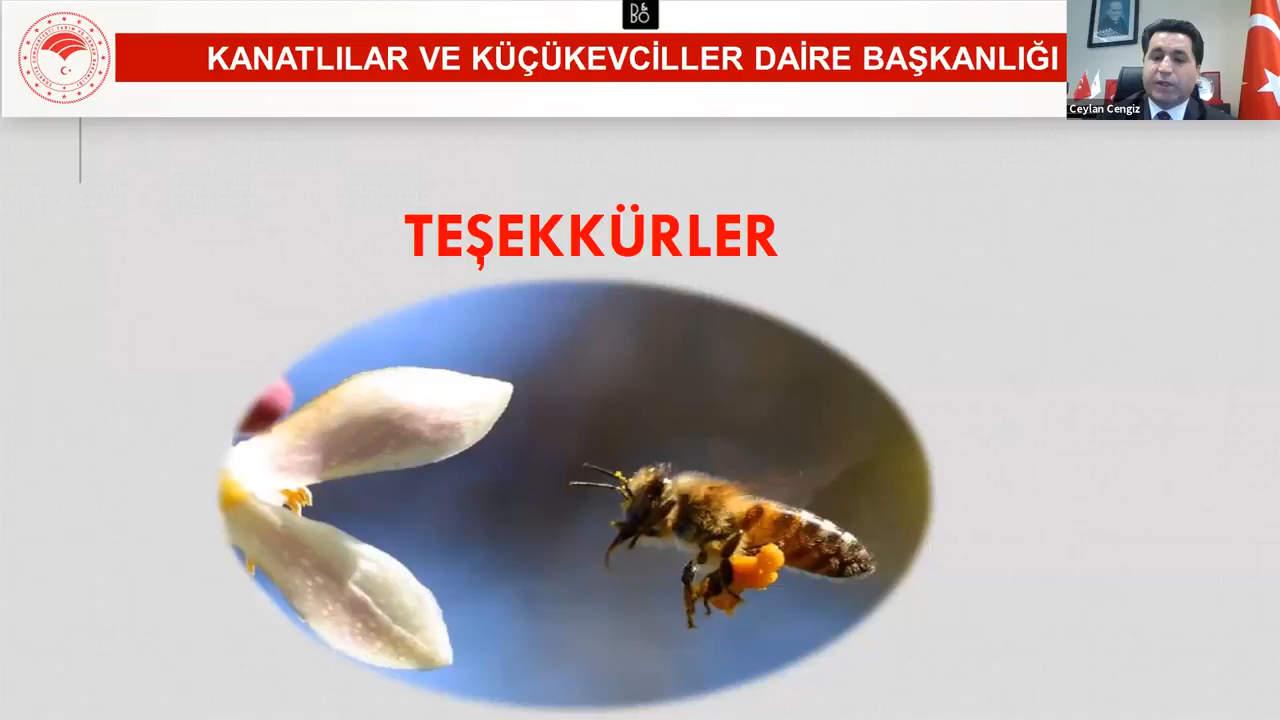 B&O
KANATLILAR VE KÜÇÜKEVCİLLER DAİRE BAŞKANLIĞI
Ceylan Cengiz
TEŞEKKÜRLER